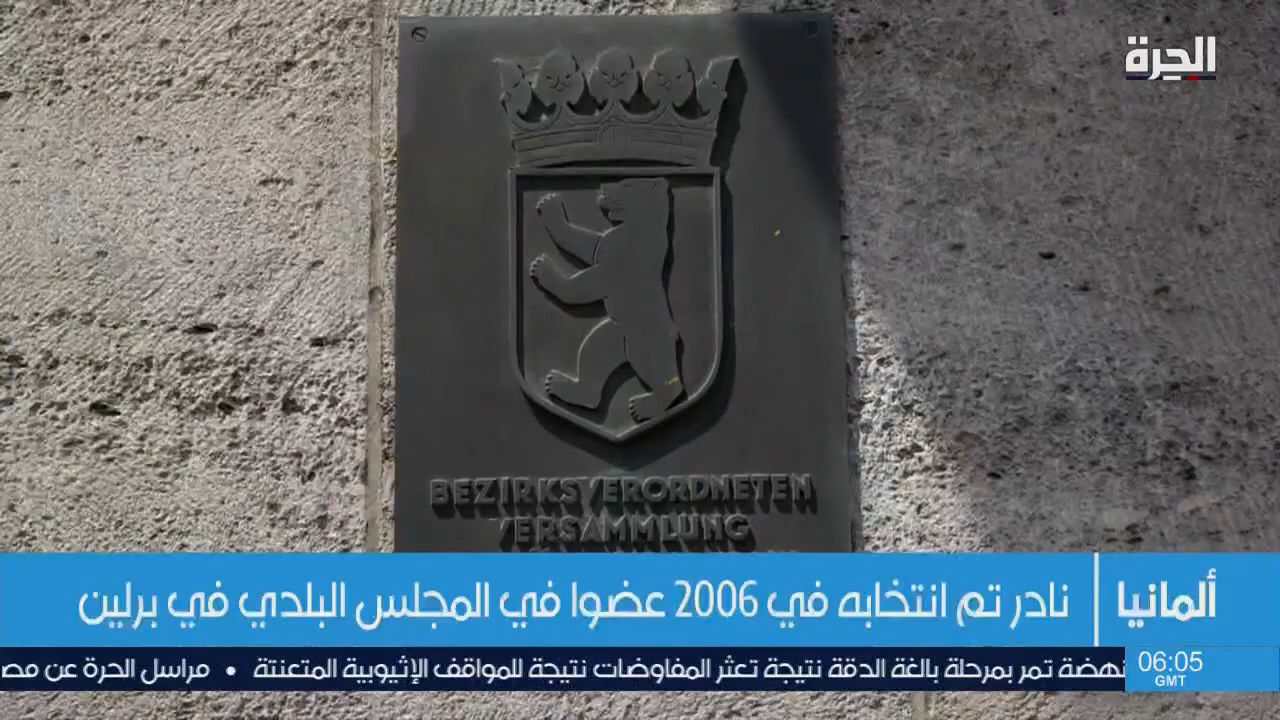 الحرة
BEZIRKSVERORDNETEN
VERSAMMLUNG
ألمانيا
نادر تم انتخابه في 2006 عضوا في المجلس البلدي في برلين
نهضة تمر بمرحلة بالغة الدقة نتيجة تعثر المفاوضات نتيجة للمواقف الإثيوبية المتعنتة • مراسل الحرة عن
06:05
GMT